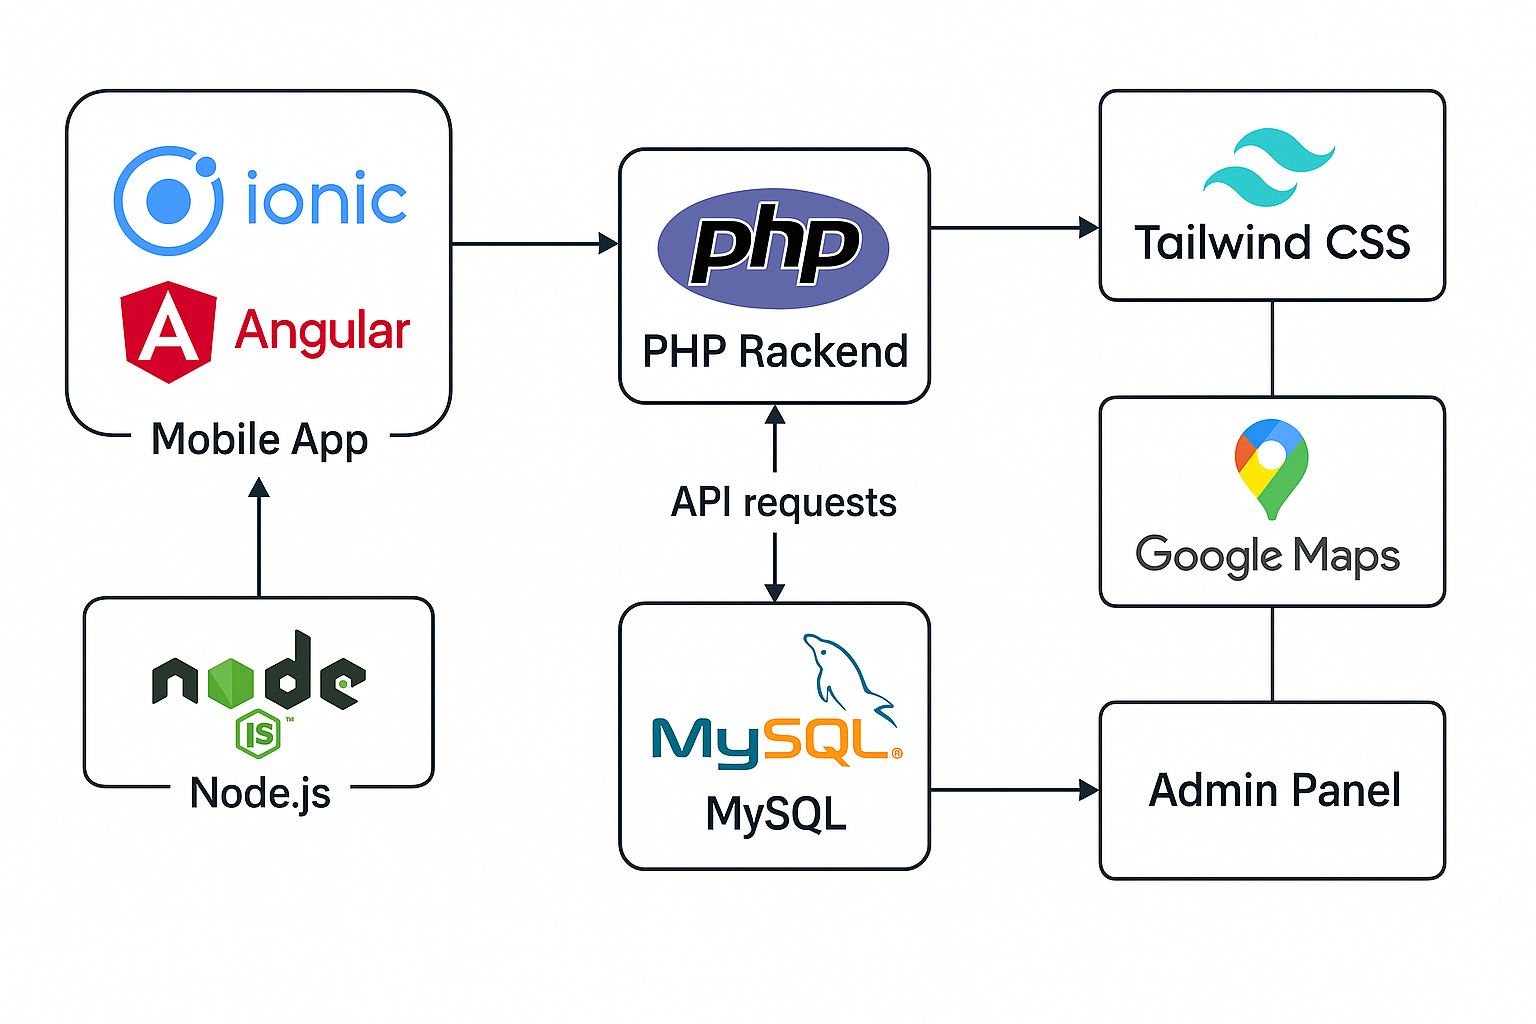 ionic
Angular
Mobile App
node
JS
™
Node.js
php
PHP Rackend
API requests
MySQL®
MySQL
Tailwind CSS
Google Maps
Admin Panel